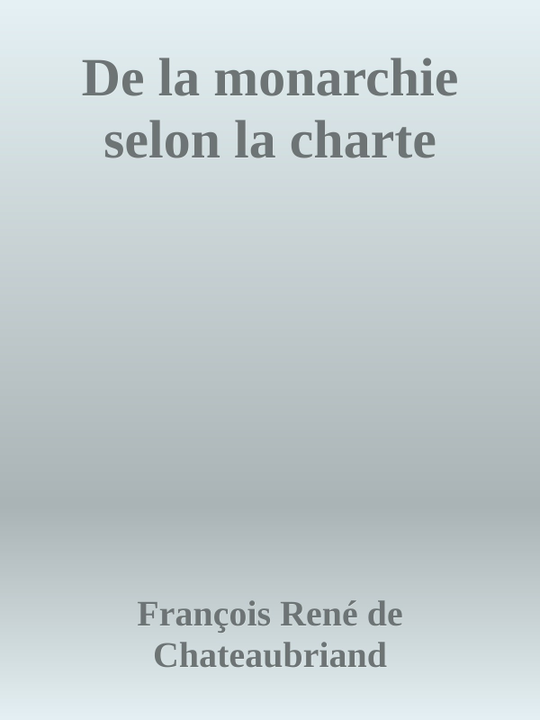 De la monarchie
selon la charte
François René de
Chateaubriand